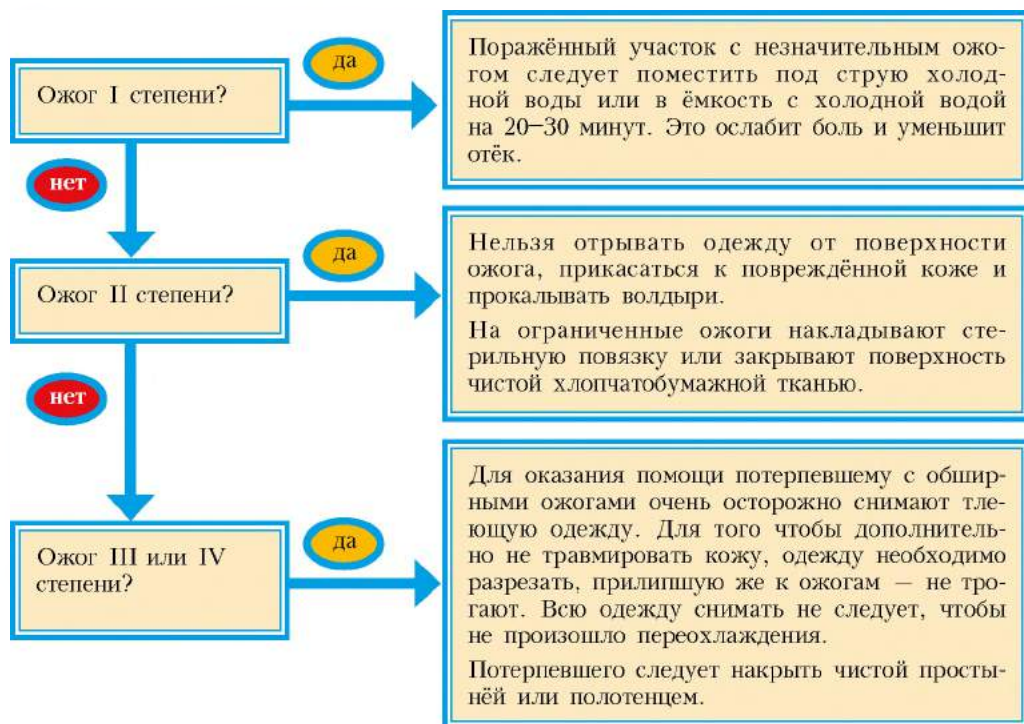 Ожог I степени?
да
Поражённый участок с незначительным ожо-
гом следует поместить под струю холод-
ной воды или в ёмкость с холодной водой
на 20–30 минут. Это ослабит боль и уменьшит
отёк.
нет
Ожог II степени?
да
Нельзя отрывать одежду от поверхности
ожога, прикасаться к повреждённой коже и
прокалывать волдыри.
На ограниченные ожоги накладывают сте-
рильную повязку или закрывают поверхность
чистой хлопчатобумажной тканью.
нет
Ожог III или IV
степени?
да
Для оказания помощи потерпевшему с обшир-
ными ожогами очень осторожно снимают тле-
ющую одежду. Для того чтобы дополнитель-
но не травмировать кожу, одежду необходимо
разрезать, прилипшую же к ожогам — не тро-
гают. Всю одежду снимать не следует, чтобы
не произошло переохлаждения.
Потерпевшего следует накрыть чистой просты-
нёй или полотенцем.